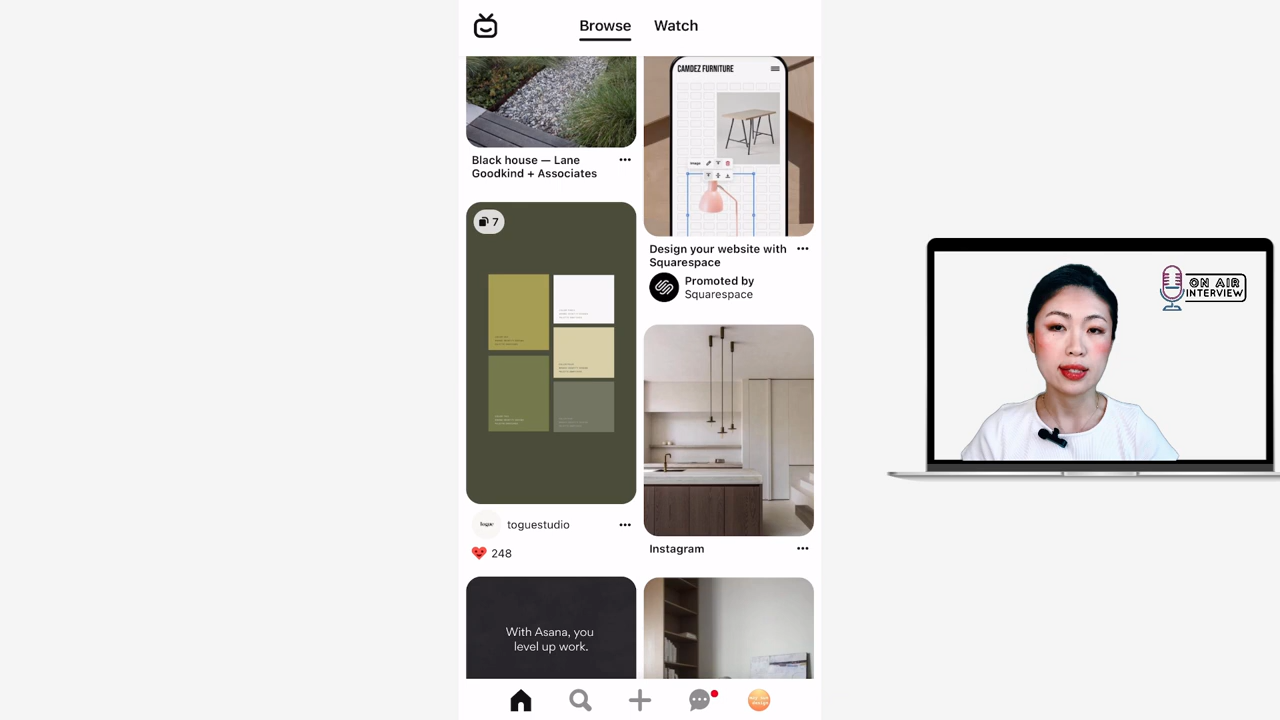 Browse
Watch
Black house — Lane
Goodkind + Associates
7
toguestudio
248
With Asana, you
level up work.
CAMDEZ FURNITURE
Image
Design your website with
Squarespace
Promoted by
Squarespace
Instagram
ON AIR
INTERVIEW